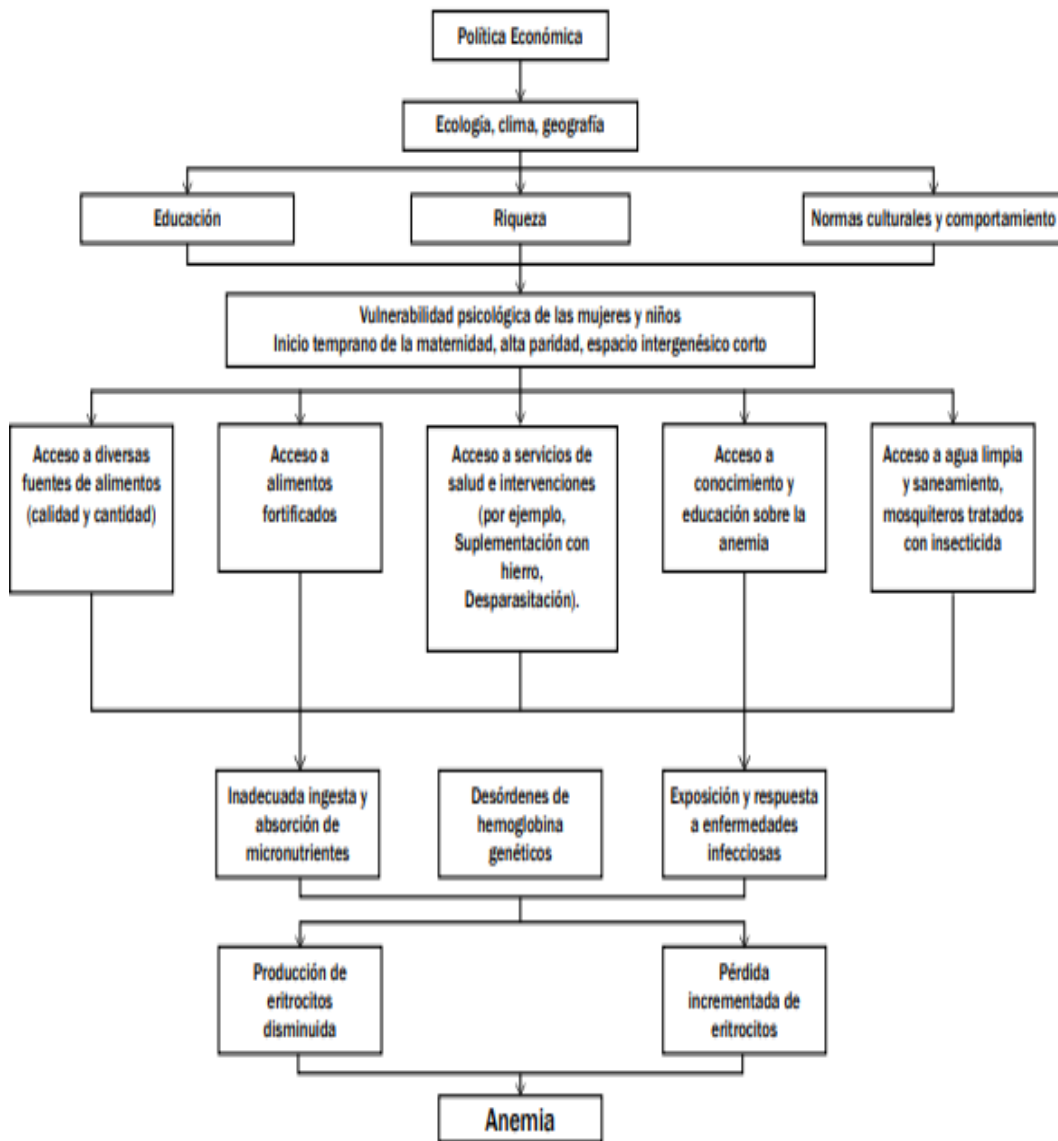 Política Económica
Ecología, clima, geografía
Educación
Riqueza
Normas culturales y comportamiento
Vulnerabilidad psicológica de las mujeres y niños
Inicio temprano de la maternidad, alta paridad, espacio intergenésico corto
Acceso a diversas
fuentes de alimentos
(calidad y cantidad)
Acceso a
alimentos
fortificados
Acceso a servicios de
salud e intervenciones
(por ejemplo,
Suplementación con
hierro,
Desparasitación).
Acceso a
conocimiento y
educación sobre la
anemia
Acceso a agua limpia
y saneamiento,
mosquiteros tratados
con insecticida
Inadecuada ingesta y
absorción de
micronutrientes
Desórdenes de
hemoglobina
genéticos
Exposición y respuesta
a enfermedades
infecciosas
Producción de
eritrocitos
disminuida
Pérdida
incrementada de
eritrocitos
Anemia